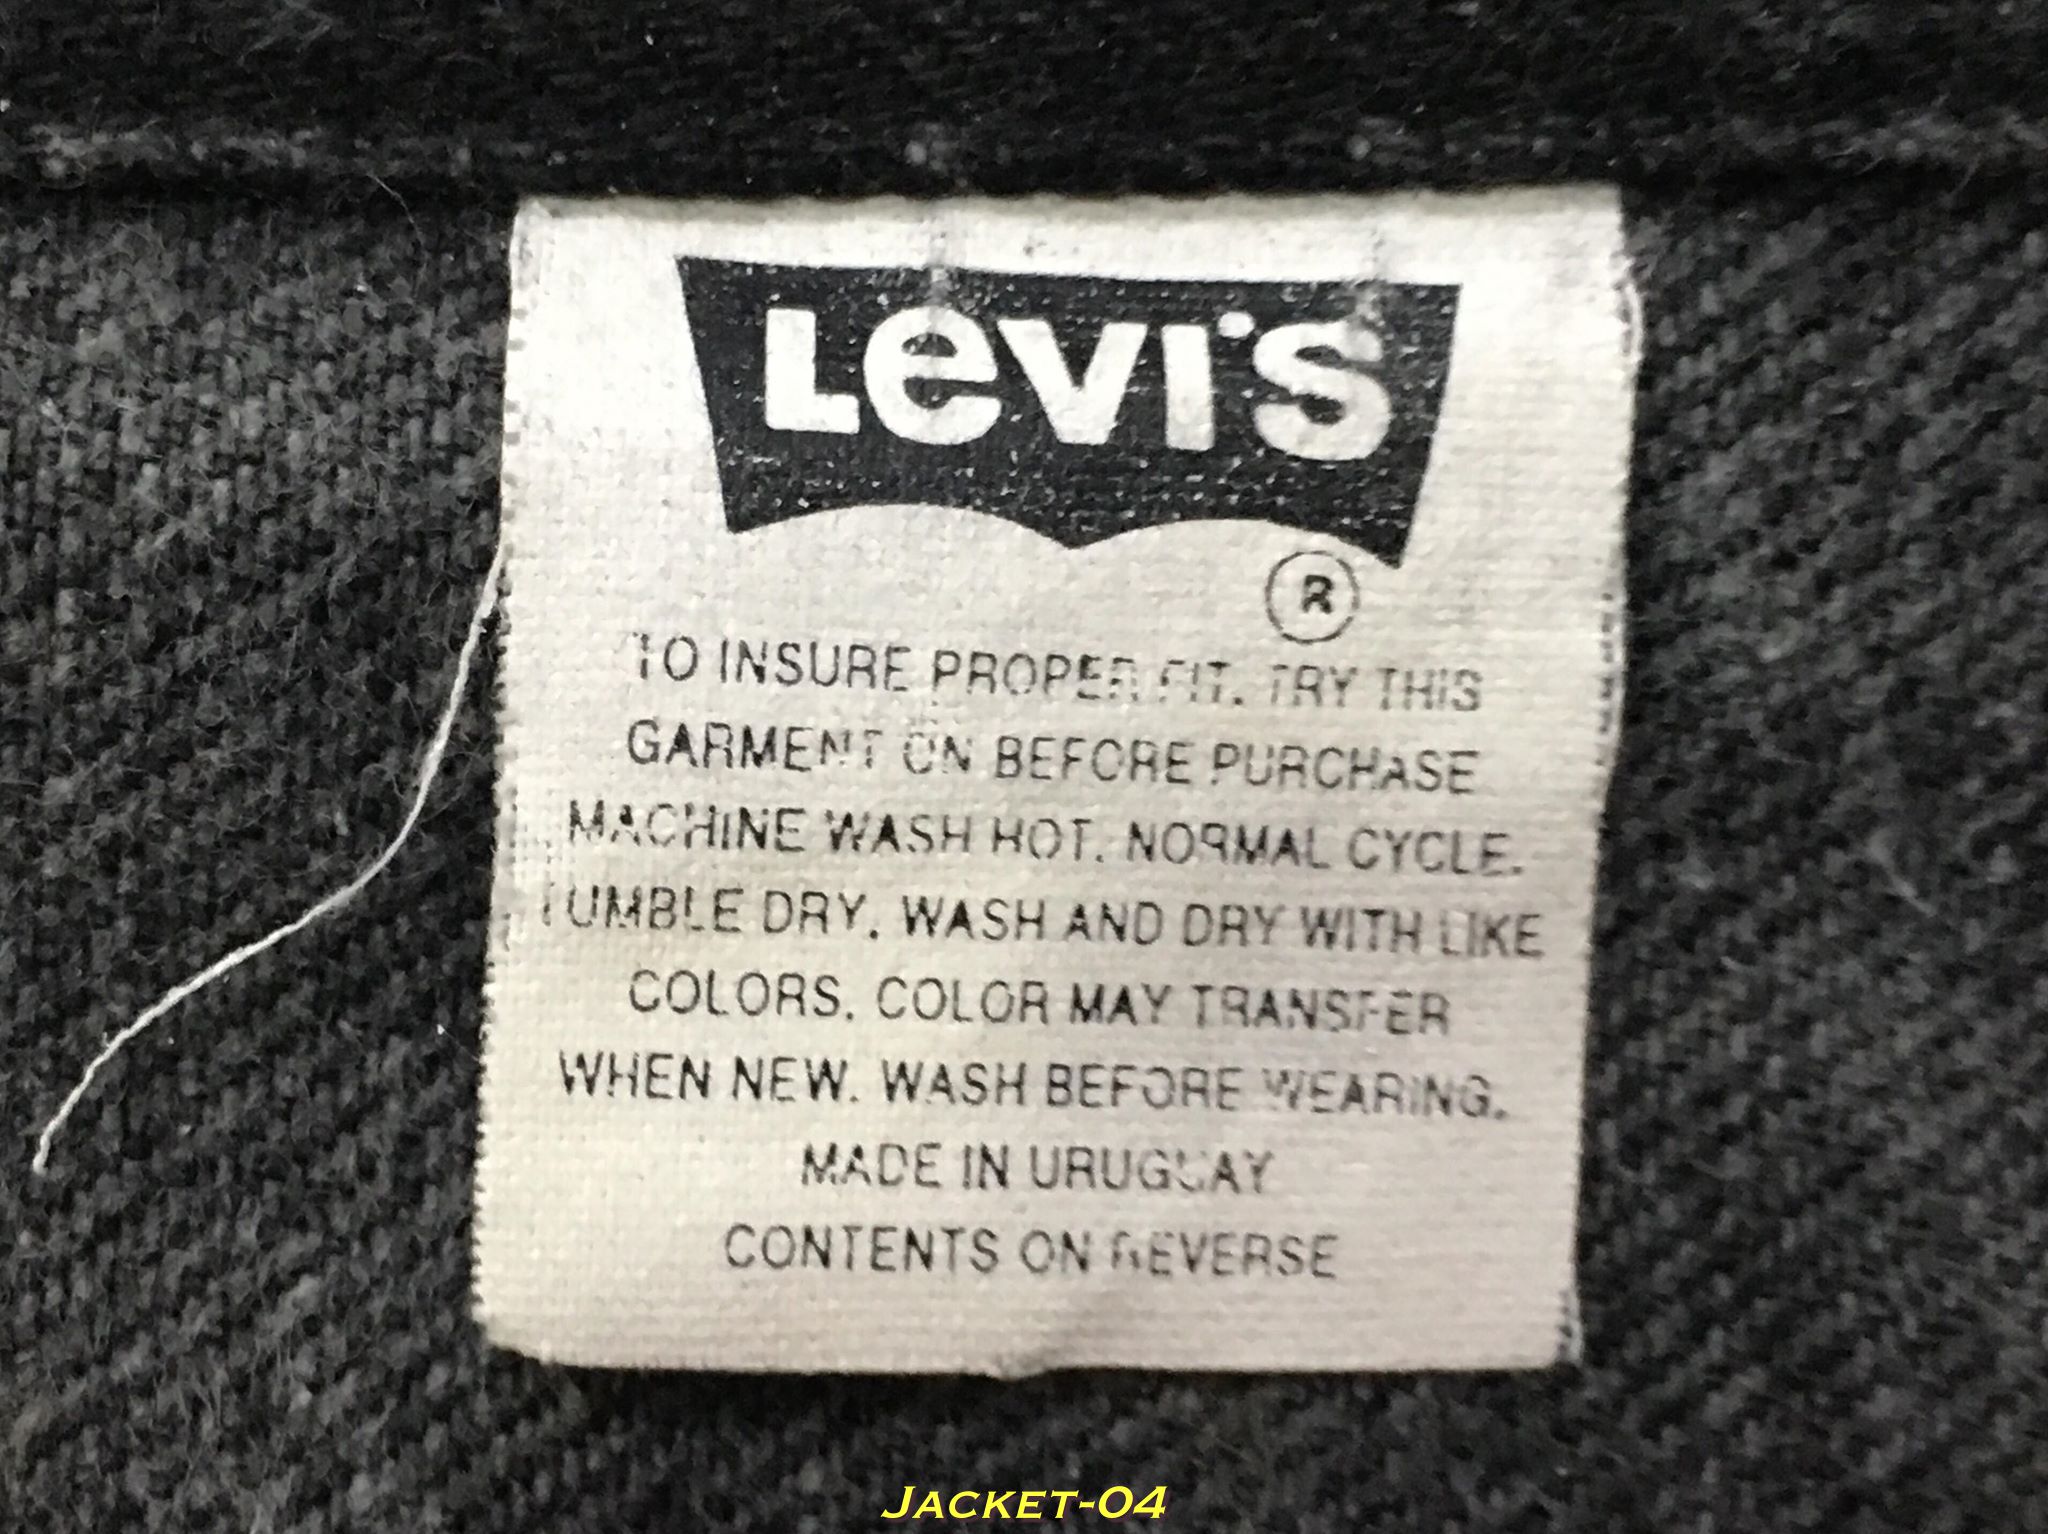 LEVI'S
®
TO INSURE PROPER FIT. TRY THIS
GARMENT ON BEFORE PURCHASE
MACHINE WASH HOT. NORMAL CYCLE.
TUMBLE DRY. WASH AND DRY WITH LIKE
COLORS. COLOR MAY TRANSFER
WHEN NEW. WASH BEFORE WEARING.
MADE IN URUGUAY
CONTENTS ON REVERSE
JACKET-04